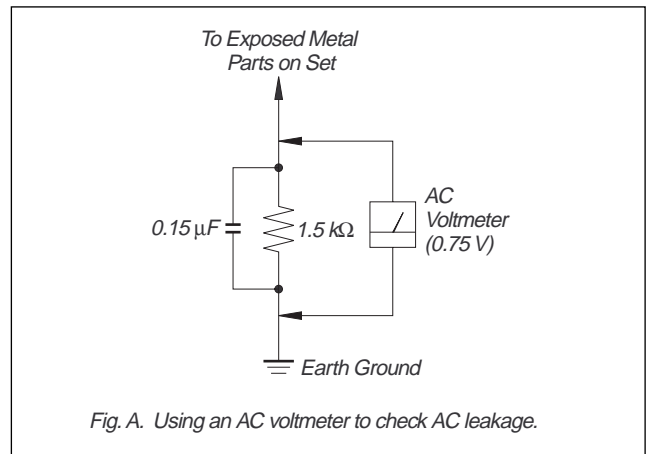 To Exposed Metal
Parts on Set
0.15 μF
1.5 kΩ
AC
Voltmeter
(0.75 V)
Earth Ground
Fig. A. Using an AC voltmeter to check AC leakage.